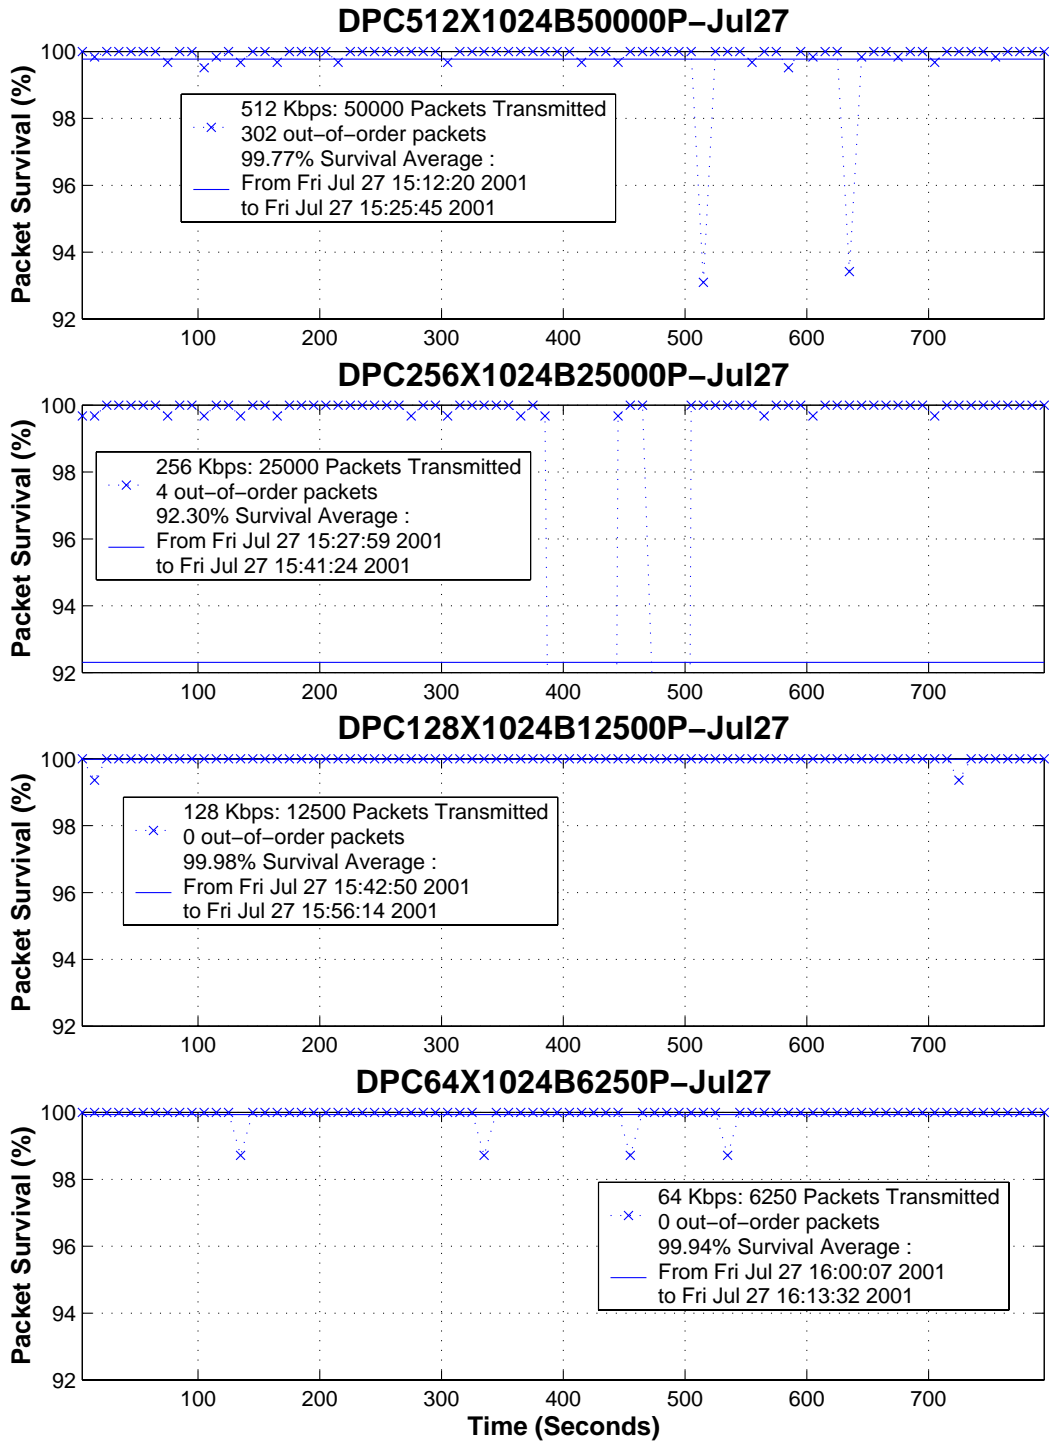 DPC512X1024B50000P−Jul27
Packet Survival (%)
100
98
96
94
92
512 Kbps: 50000 Packets Transmitted
302 out−of−order packets
99.77% Survival Average :
From Fri Jul 27 15:12:20 2001
to Fri Jul 27 15:25:45 2001
100 200 300 400 500 600 700
DPC256X1024B25000P−Jul27
Packet Survival (%)
100
98
96
94
92
256 Kbps: 25000 Packets Transmitted
4 out−of−order packets
92.30% Survival Average :
From Fri Jul 27 15:27:59 2001
to Fri Jul 27 15:41:24 2001
100 200 300 400 500 600 700
DPC128X1024B12500P−Jul27
Packet Survival (%)
100
98
96
94
92
128 Kbps: 12500 Packets Transmitted
0 out−of−order packets
99.98% Survival Average :
From Fri Jul 27 15:42:50 2001
to Fri Jul 27 15:56:14 2001
100 200 300 400 500 600 700
DPC64X1024B6250P−Jul27
Packet Survival (%)
100
98
96
94
92
64 Kbps: 6250 Packets Transmitted
0 out−of−order packets
99.94% Survival Average :
From Fri Jul 27 16:00:07 2001
to Fri Jul 27 16:13:32 2001
100 200 300 400 500 600 700
Time (Seconds)